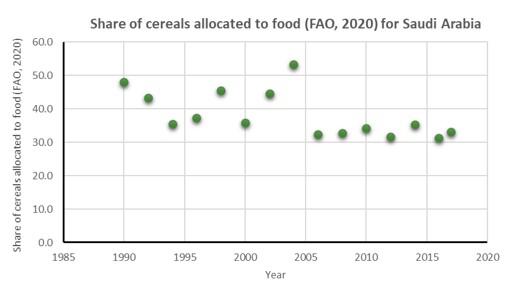 Share of cereals allocated to food (FAO, 2020) for Saudi Arabia
Share of cereals allocated to food (FAO, 2020)
60.0
50.0
40.0
30.0
20.0
10.0
0.0
1985 1990 1995 2000 2005 2010 2015 2020
Year